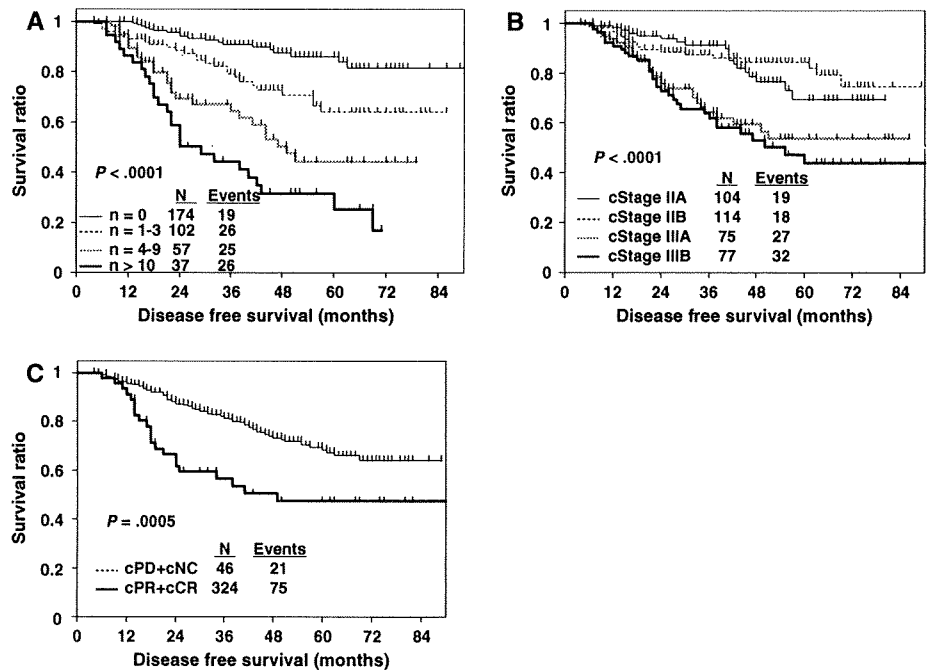 A
Survival ratio
1
0.8
0.6
0.4
0.2
0
P < .0001
N Events
n = 0 174 19
n = 1-3 102 26
n = 4-9 57 25
n > 10 37 26
0 12 24 36 48 60 72 84
Disease free survival (months)
B
Survival ratio
1
0.8
0.6
0.4
0.2
0
P < .0001
N Events
cStage IIA 104 19
cStage IIB 114 18
cStage IIIA 75 27
cStage IIIB 77 32
0 12 24 36 48 60 72 84
Disease free survival (months)
C
Survival ratio
1
0.8
0.6
0.4
0.2
0
P = .0005
N Events
cPD+cNC 46 21
cPR+cCR 324 75
0 12 24 36 48 60 72 84
Disease free survival (months)